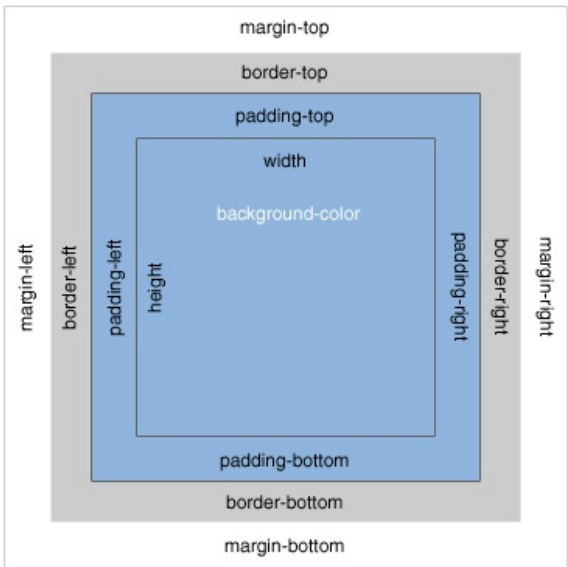 margin-top
border-top
padding-top
width
background-color
margin-left
border-left
padding-left
height
padding-right
border-right
margin-right
padding-bottom
border-bottom
margin-bottom